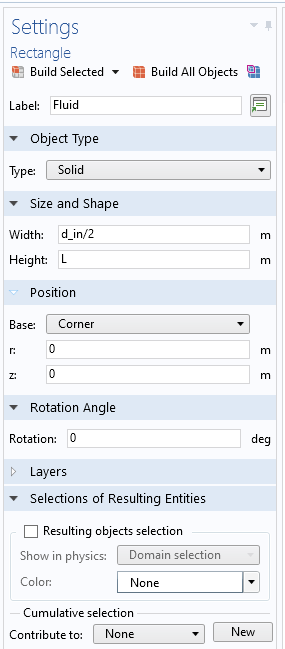 Settings
Rectangle
Build Selected Build All Objects
Label: Fluid
Object Type
Type: Solid
Size and Shape
Width: d_in/2 m
Height: L m
Position
Base: Corner
r: 0 m
z: 0 m
Rotation Angle
Rotation: 0 deg
Layers
Selections of Resulting Entities
Resulting objects selection
Show in physics: Domain selection
Color: None
Cumulative selection
Contribute to: None New